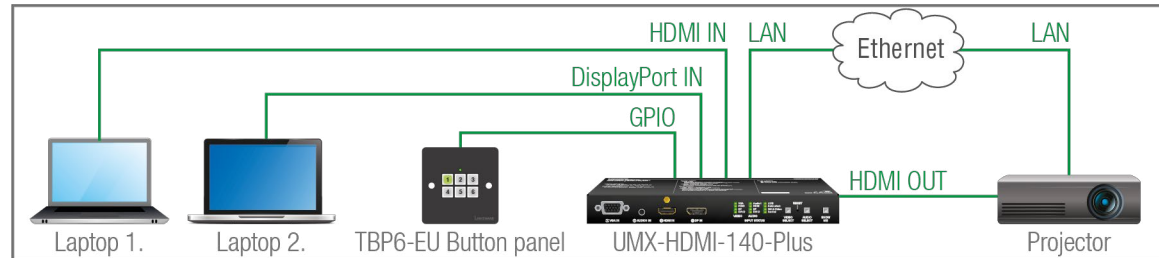 HDMI IN LAN Ethernet LAN
DisplayPort IN
GPIO
1 2 3
4 5 6
HDMI OUT
Laptop 1. Laptop 2. TBP6-EU Button panel UMX-HDMI-140-Plus Projector